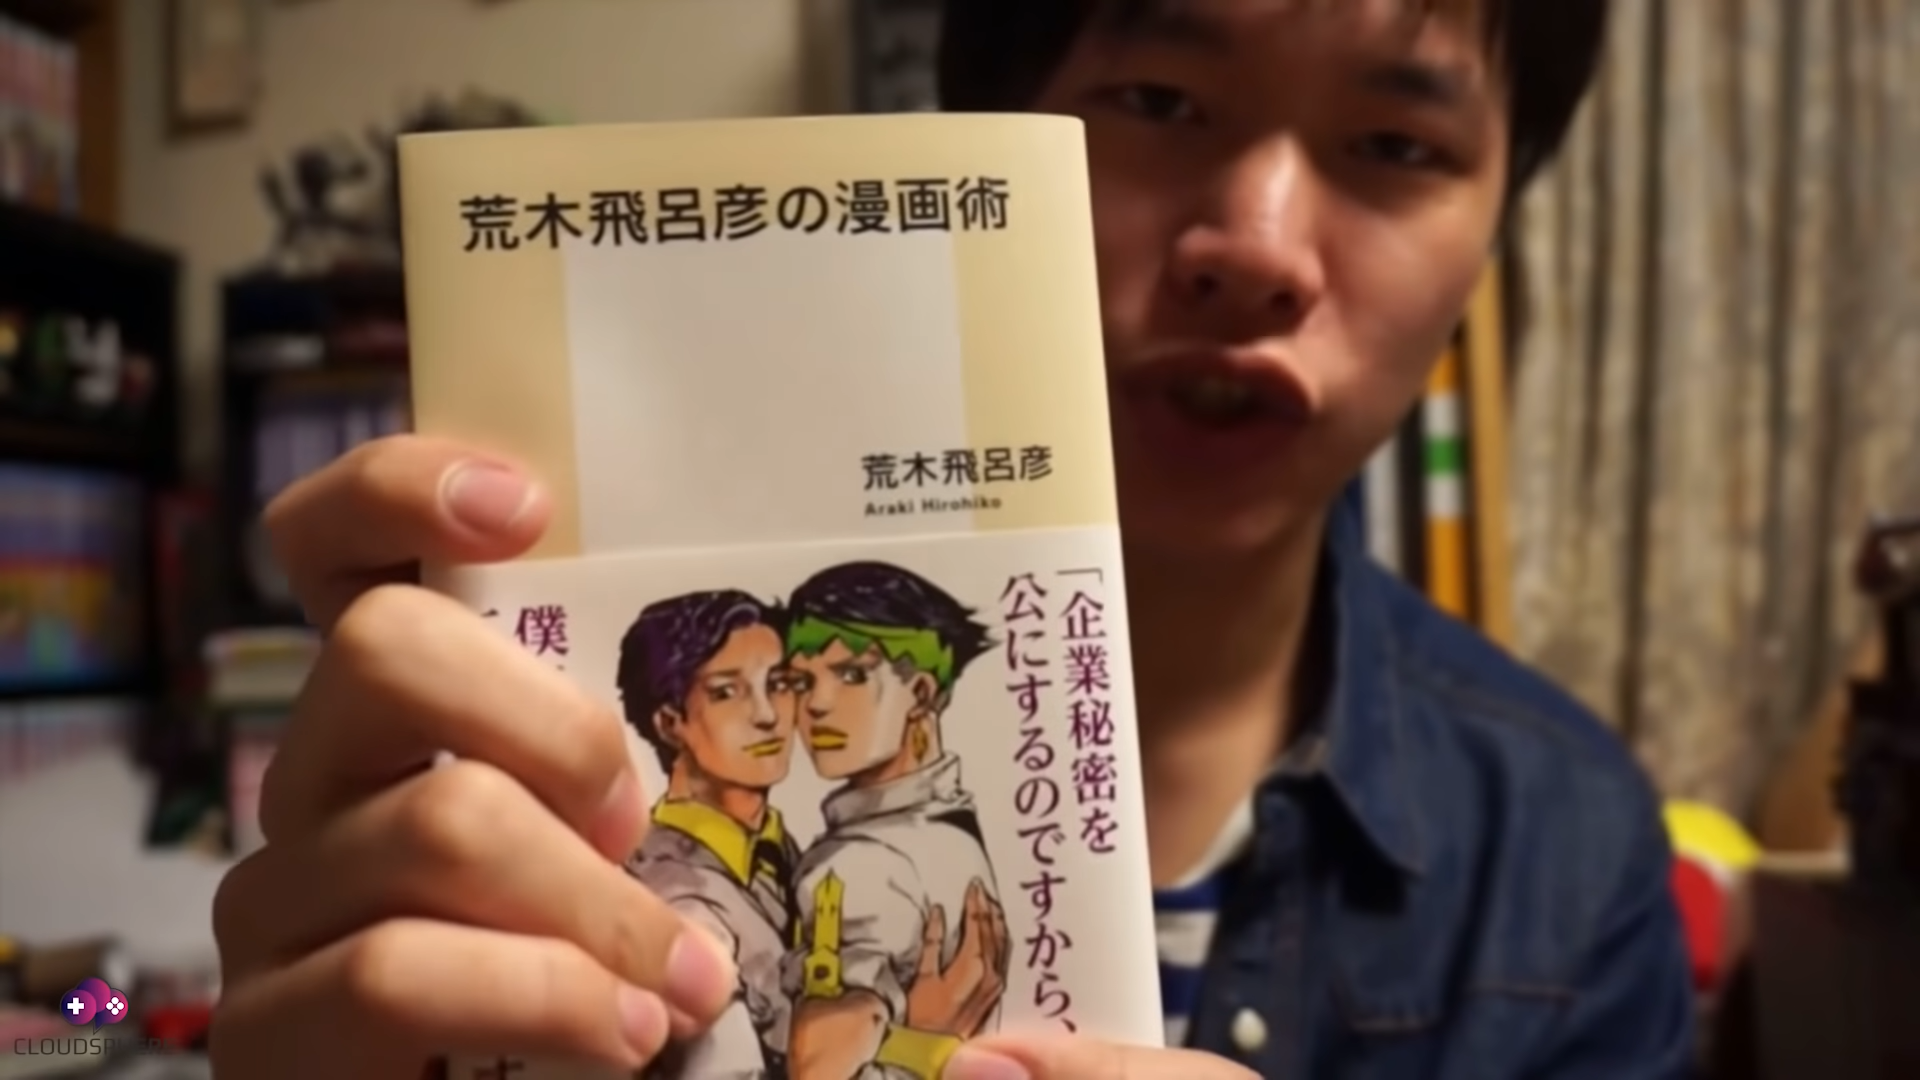 荒木飛呂彦の漫画術
荒木飛呂彦
Araki Hirohiko
「企業秘密を
公にするのですから、
僕
CLOUDSPHERE